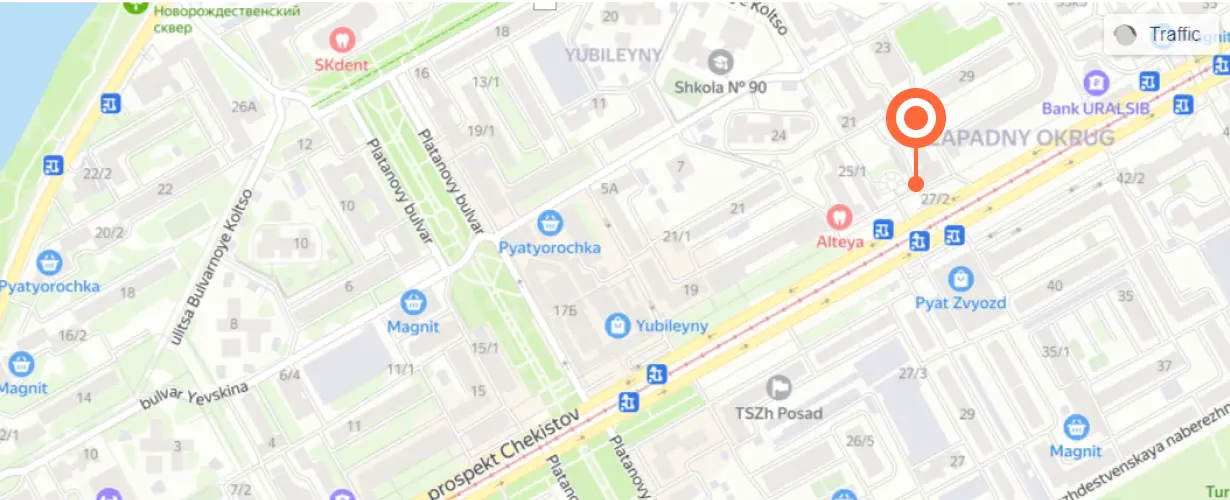 Новорождественский
сквер
SKdent
18
20
YUBILEYNY
Koltso
23
Traffic
16
13/1
Shkola № 90
29
Bank URALSIB
26A
11
19/1
24
21
ZAPADNY OKRUG
12
22/2
22
Platanovy bulvar
Platanovy bulvar
7
25/1
42/2
5A
10
20/2
ulitsa Bulvarnoye Koltso
21
27/2
10
Pyatyorochka
21/1
Alteya
Pyatyorochka
18
6
19
Pyat Zvyozd
40
35
Magnit
17Б
Yubileyny
8
16/2
15/1
35/1
Magnit
6/4
11/1
27/3
37
14
bulvar Yevskina
15
TSZh Posad
29
2/1
3
4
prospekt Chekistov
26/5
Magnit
27
7/2
Platanovy
Platanovy